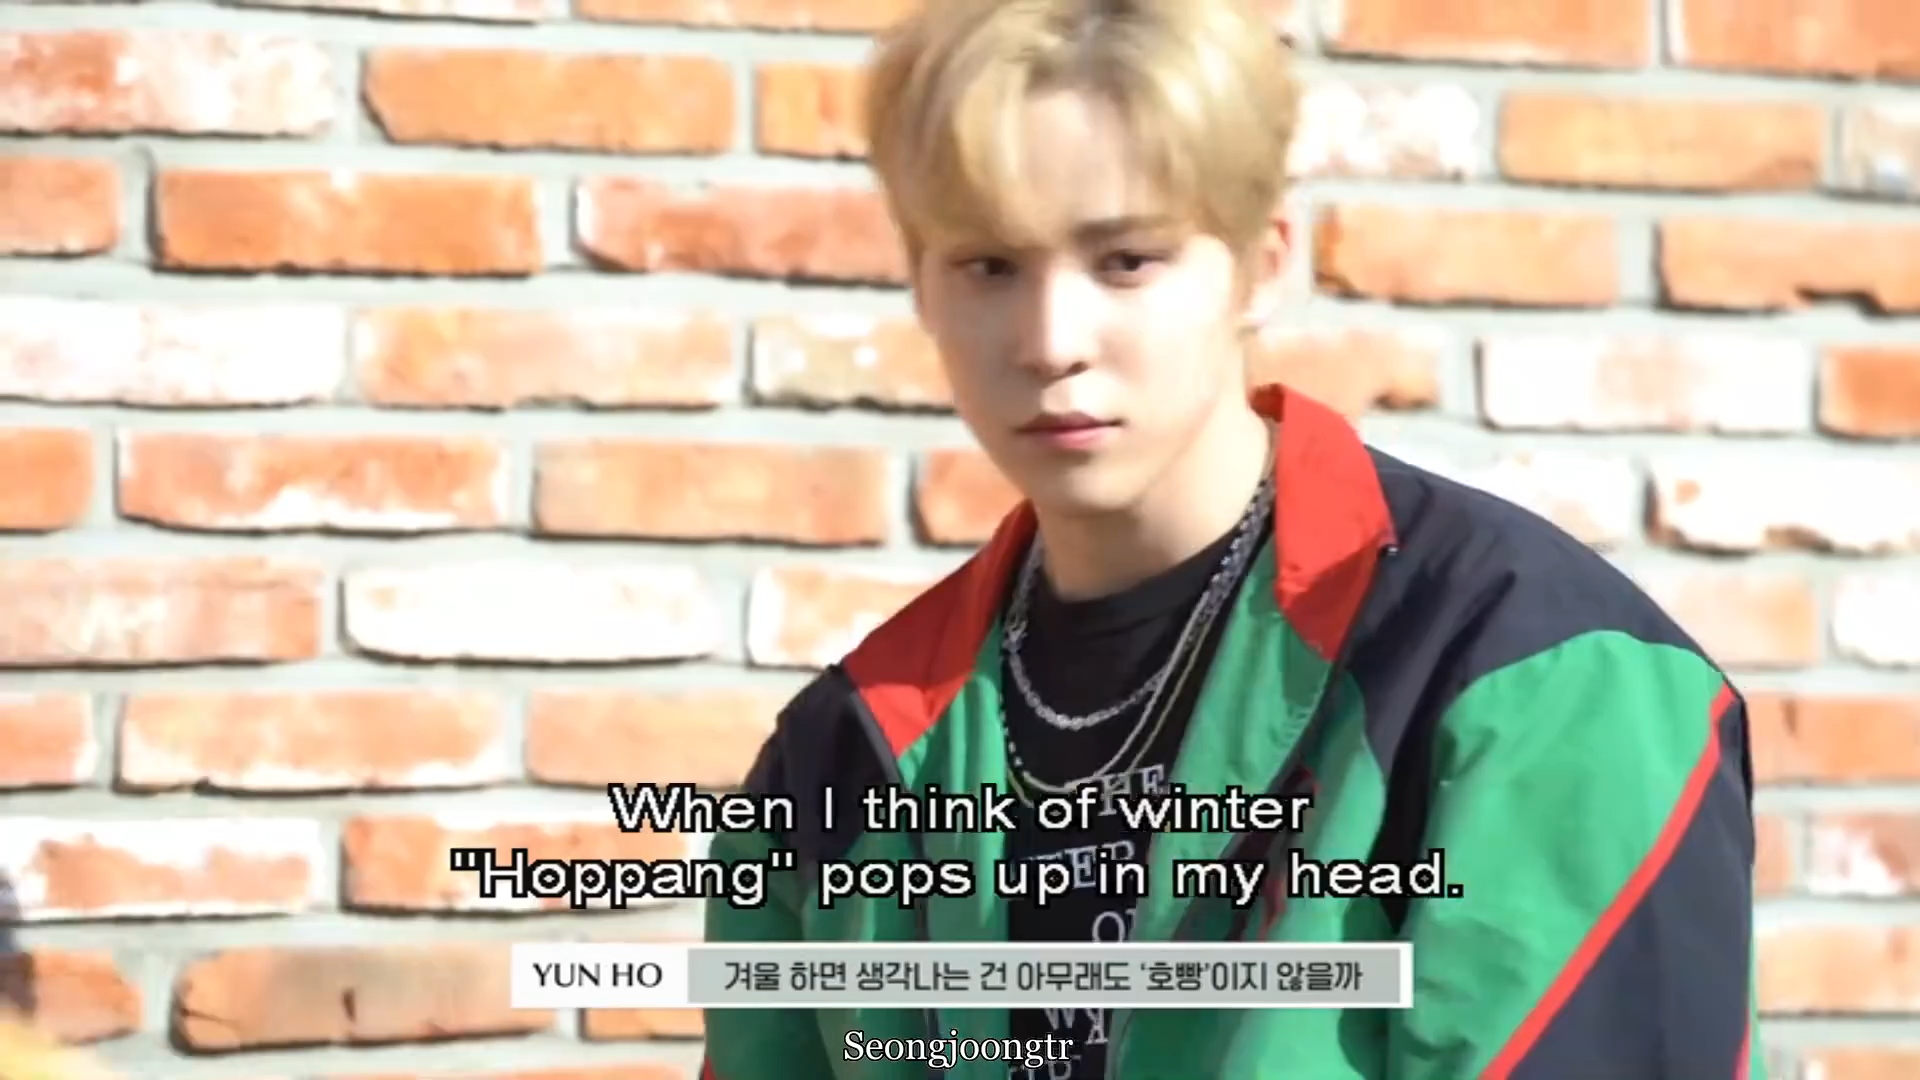 THE
When I think of winter
"Hoppang" pops up in my head.
YUN HO
겨울 하면 생각나는 건 아무래도 '호빵'이지 않을까
Seongjoongtr